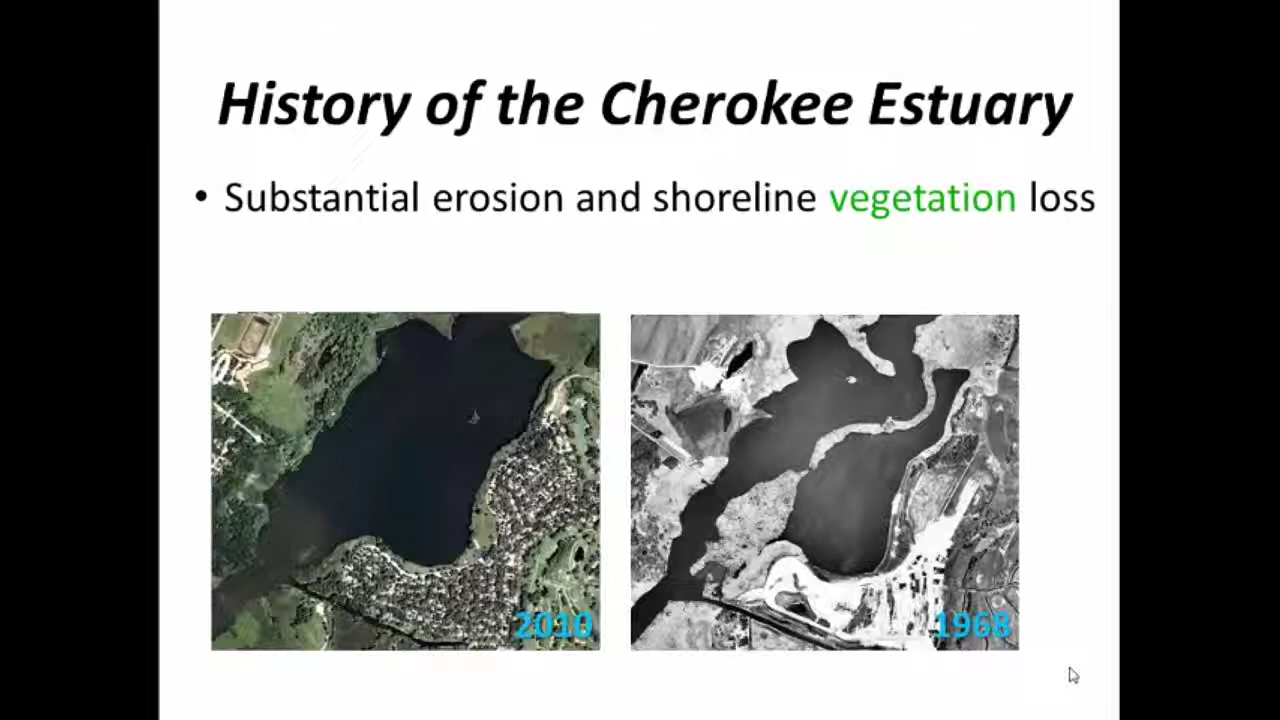 History of the Cherokee Estuary
• Substantial erosion and shoreline vegetation loss
2010
1968